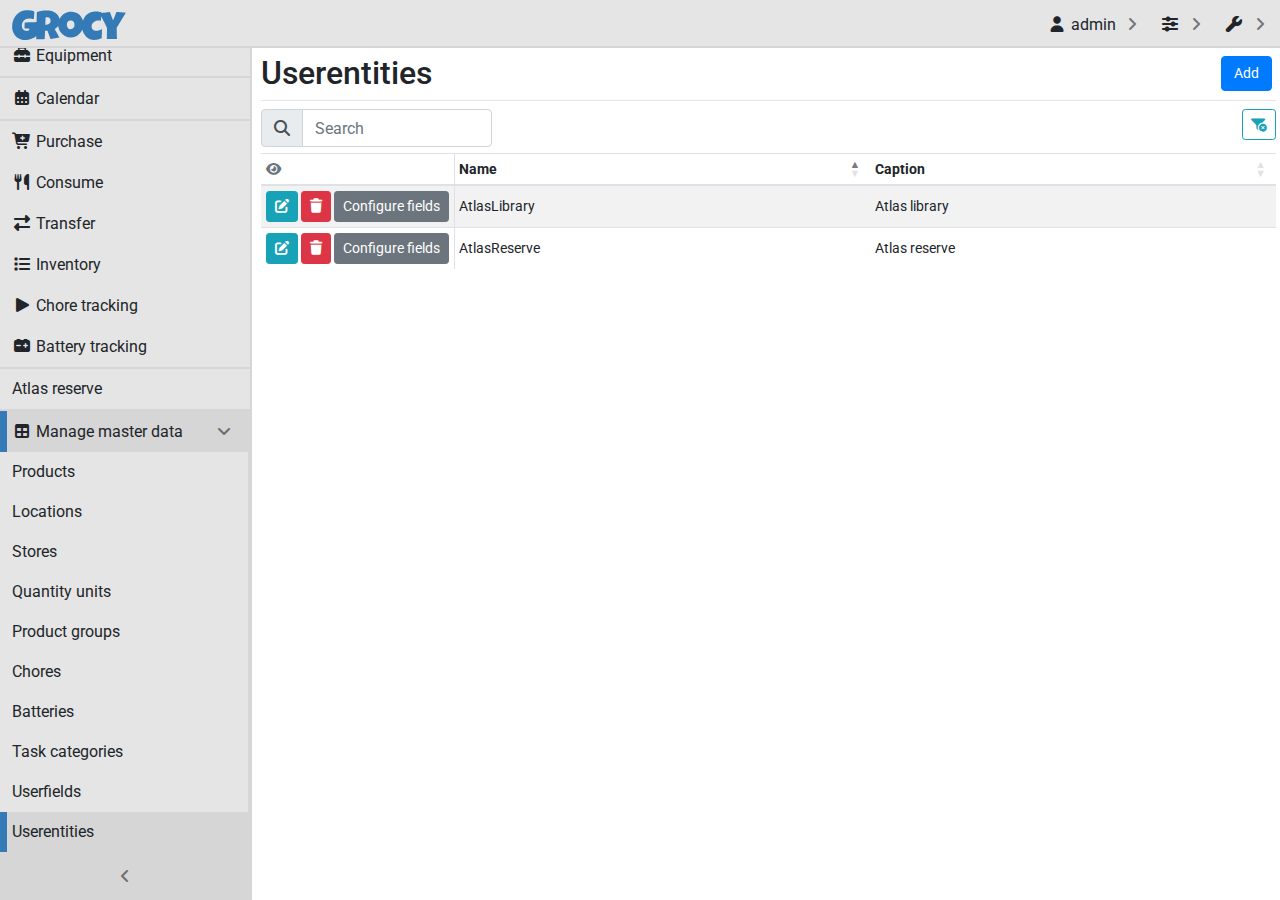 GROCY
admin
Equipment
Calendar
Purchase
Consume
Transfer
Inventory
Chore tracking
Battery tracking
Atlas reserve
Manage master data
Products
Locations
Stores
Quantity units
Product groups
Chores
Batteries
Task categories
Userfields
Userentities
Userentities
Add
Search
Name Caption
Configure fields AtlasLibrary Atlas library
Configure fields AtlasReserve Atlas reserve